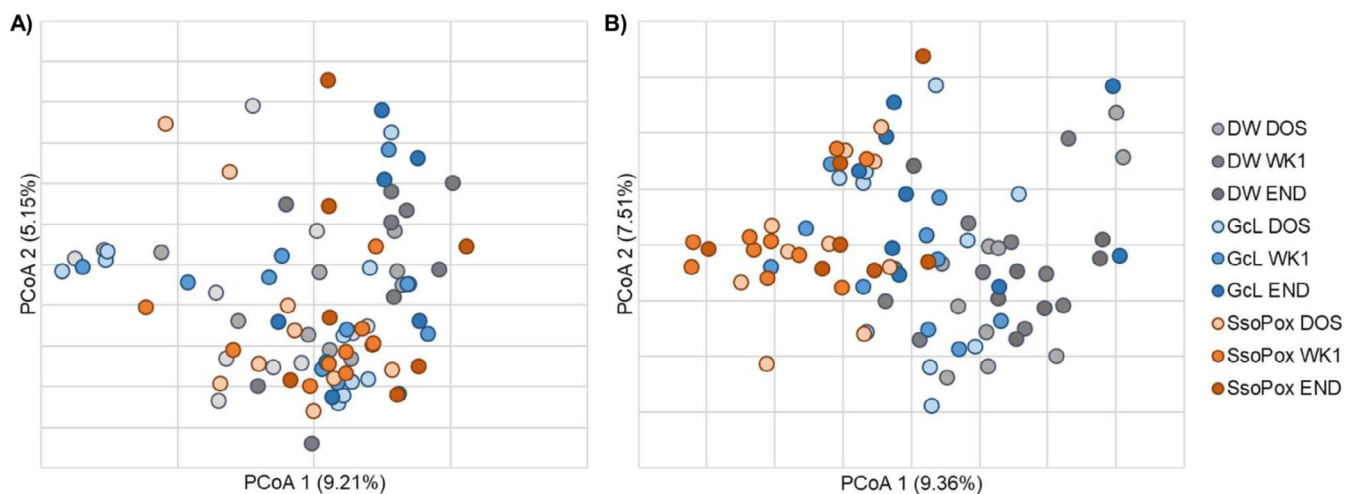 A)
PCoA 2 (5.15%)
PCoA 1 (9.21%)
B)
PCoA 2 (7.51%)
PCoA 1 (9.36%)
DW DOS
DW WK1
DW END
GcL DOS
GcL WK1
GcL END
SsoPox DOS
SsoPox WK1
SsoPox END